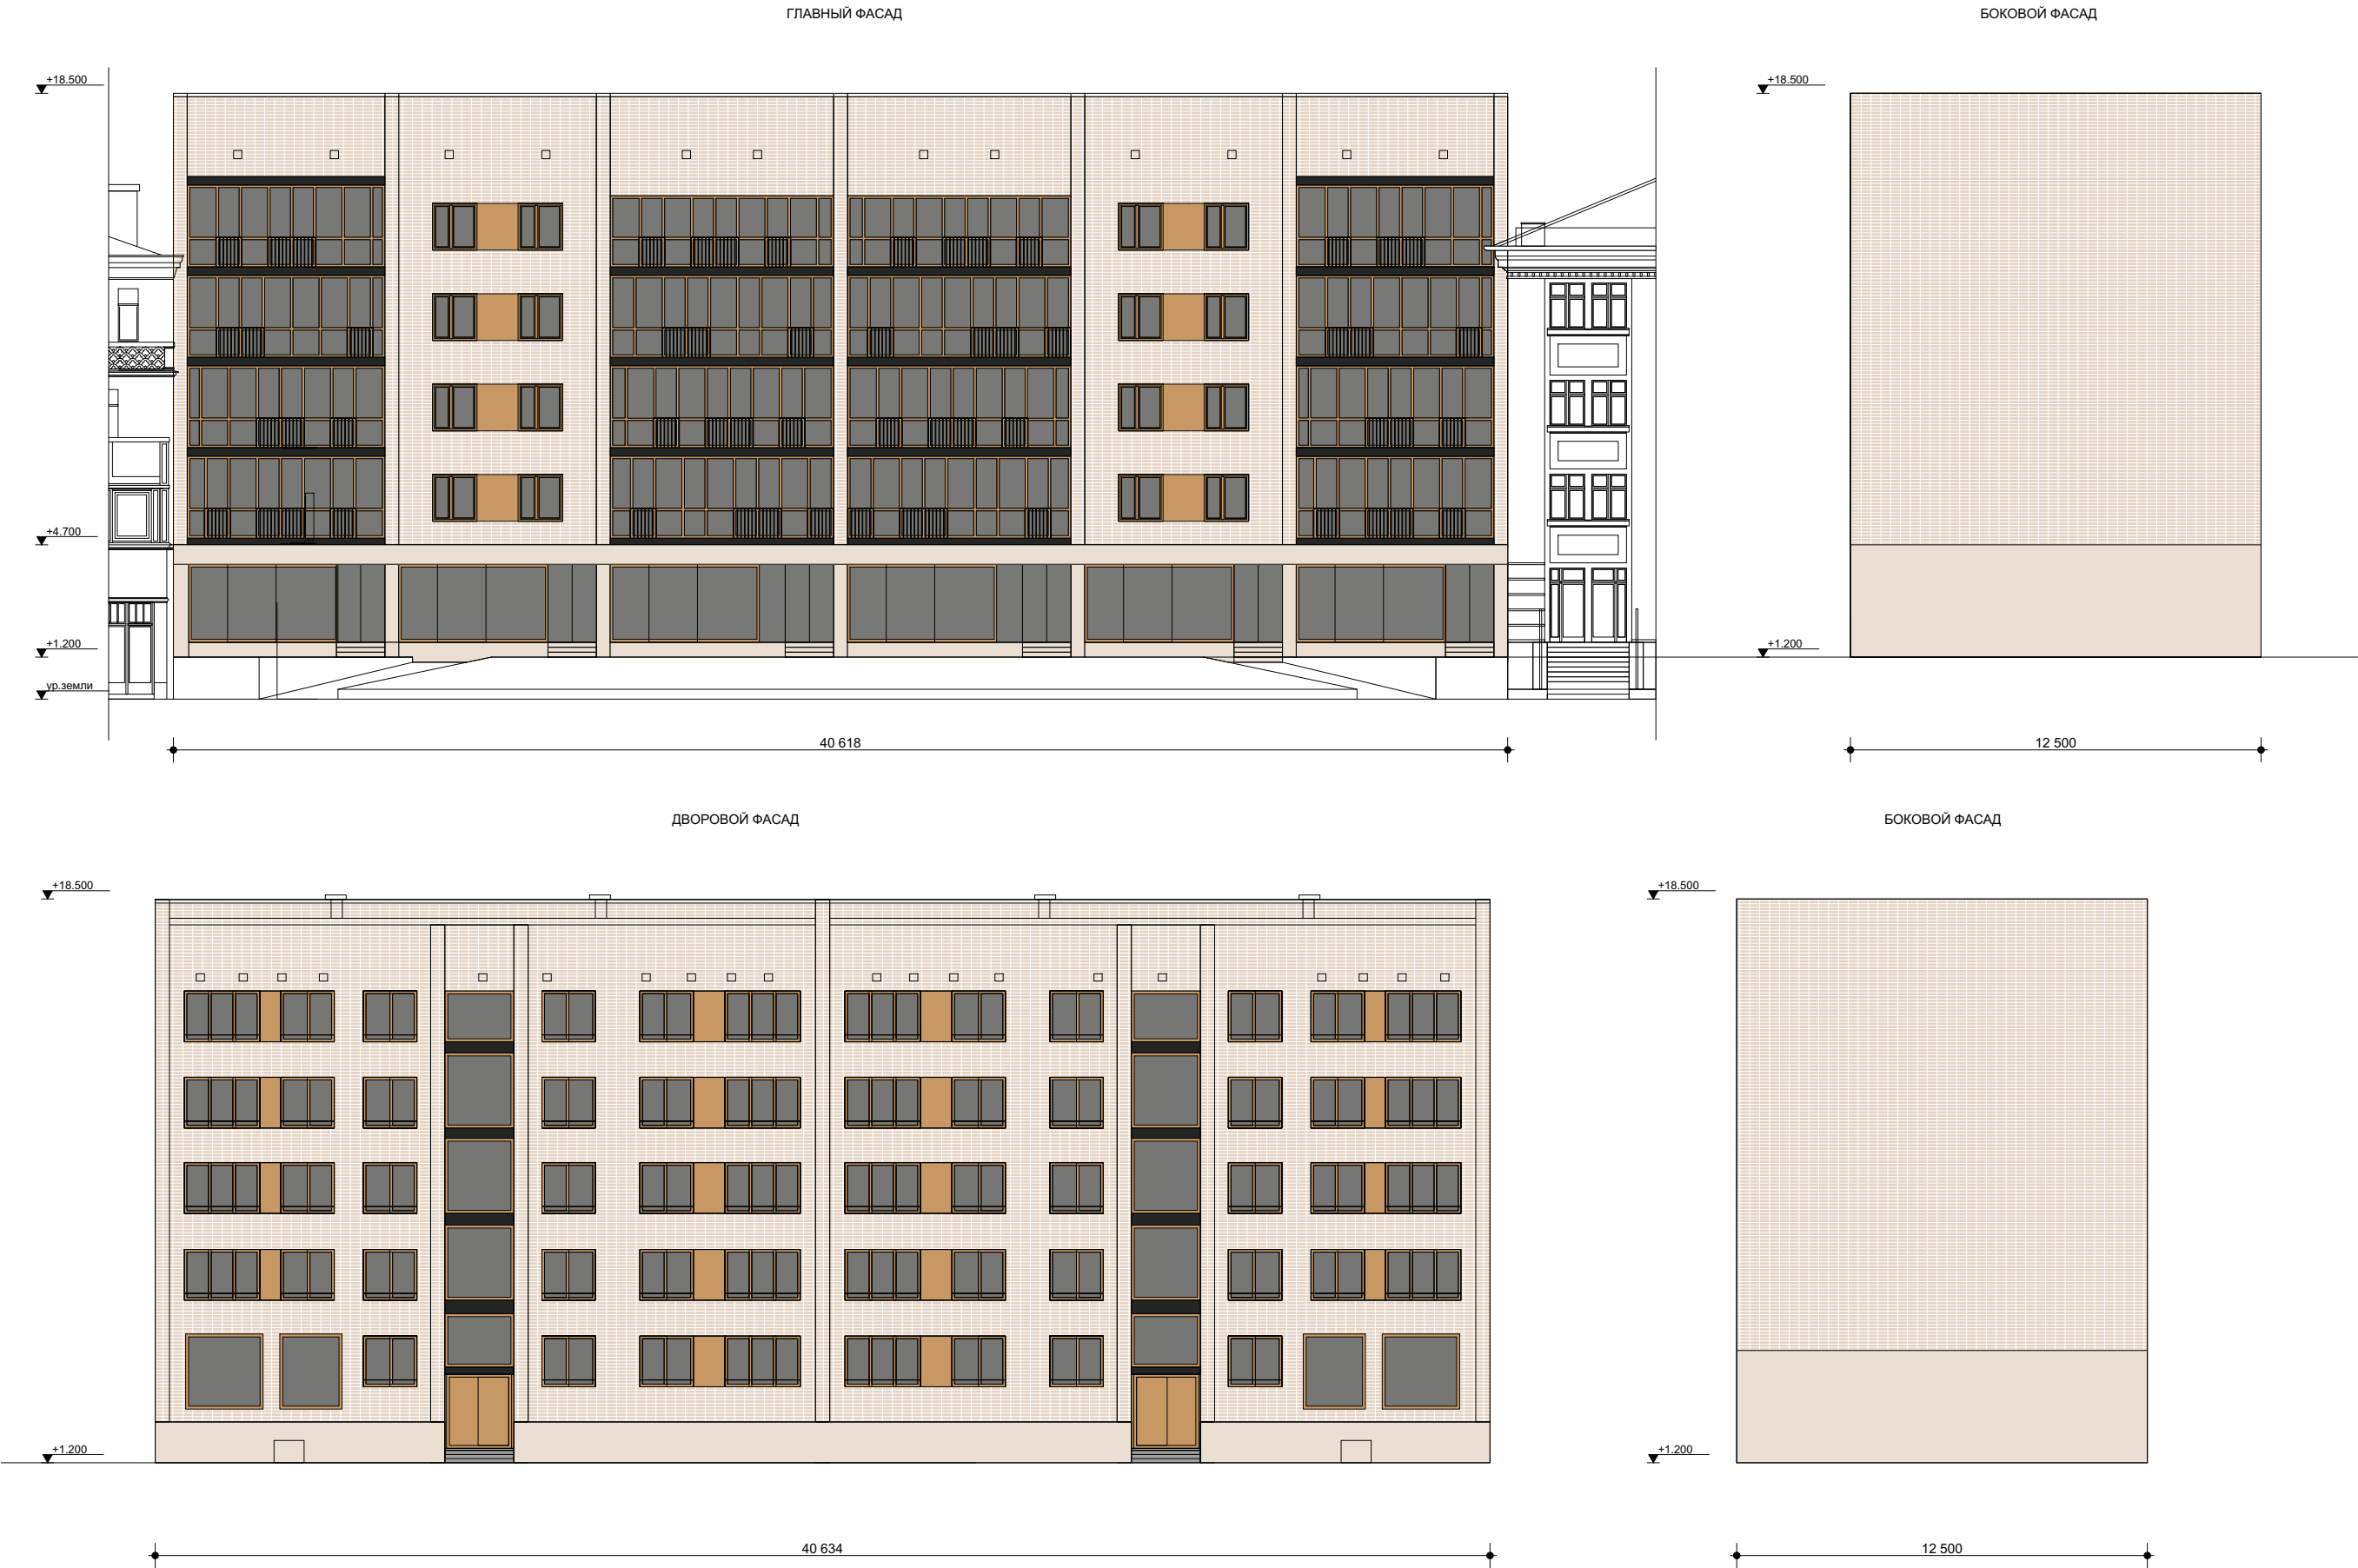 ГЛАВНЫЙ ФАСАД
БОКОВОЙ ФАСАД
+18.500
+18.500
+4.700
+1.200
+1.200
ур.земли
40 618
12 500
ДВОРОВОЙ ФАСАД
БОКОВОЙ ФАСАД
+18.500
+18.500
+1.200
+1.200
40 634
12 500